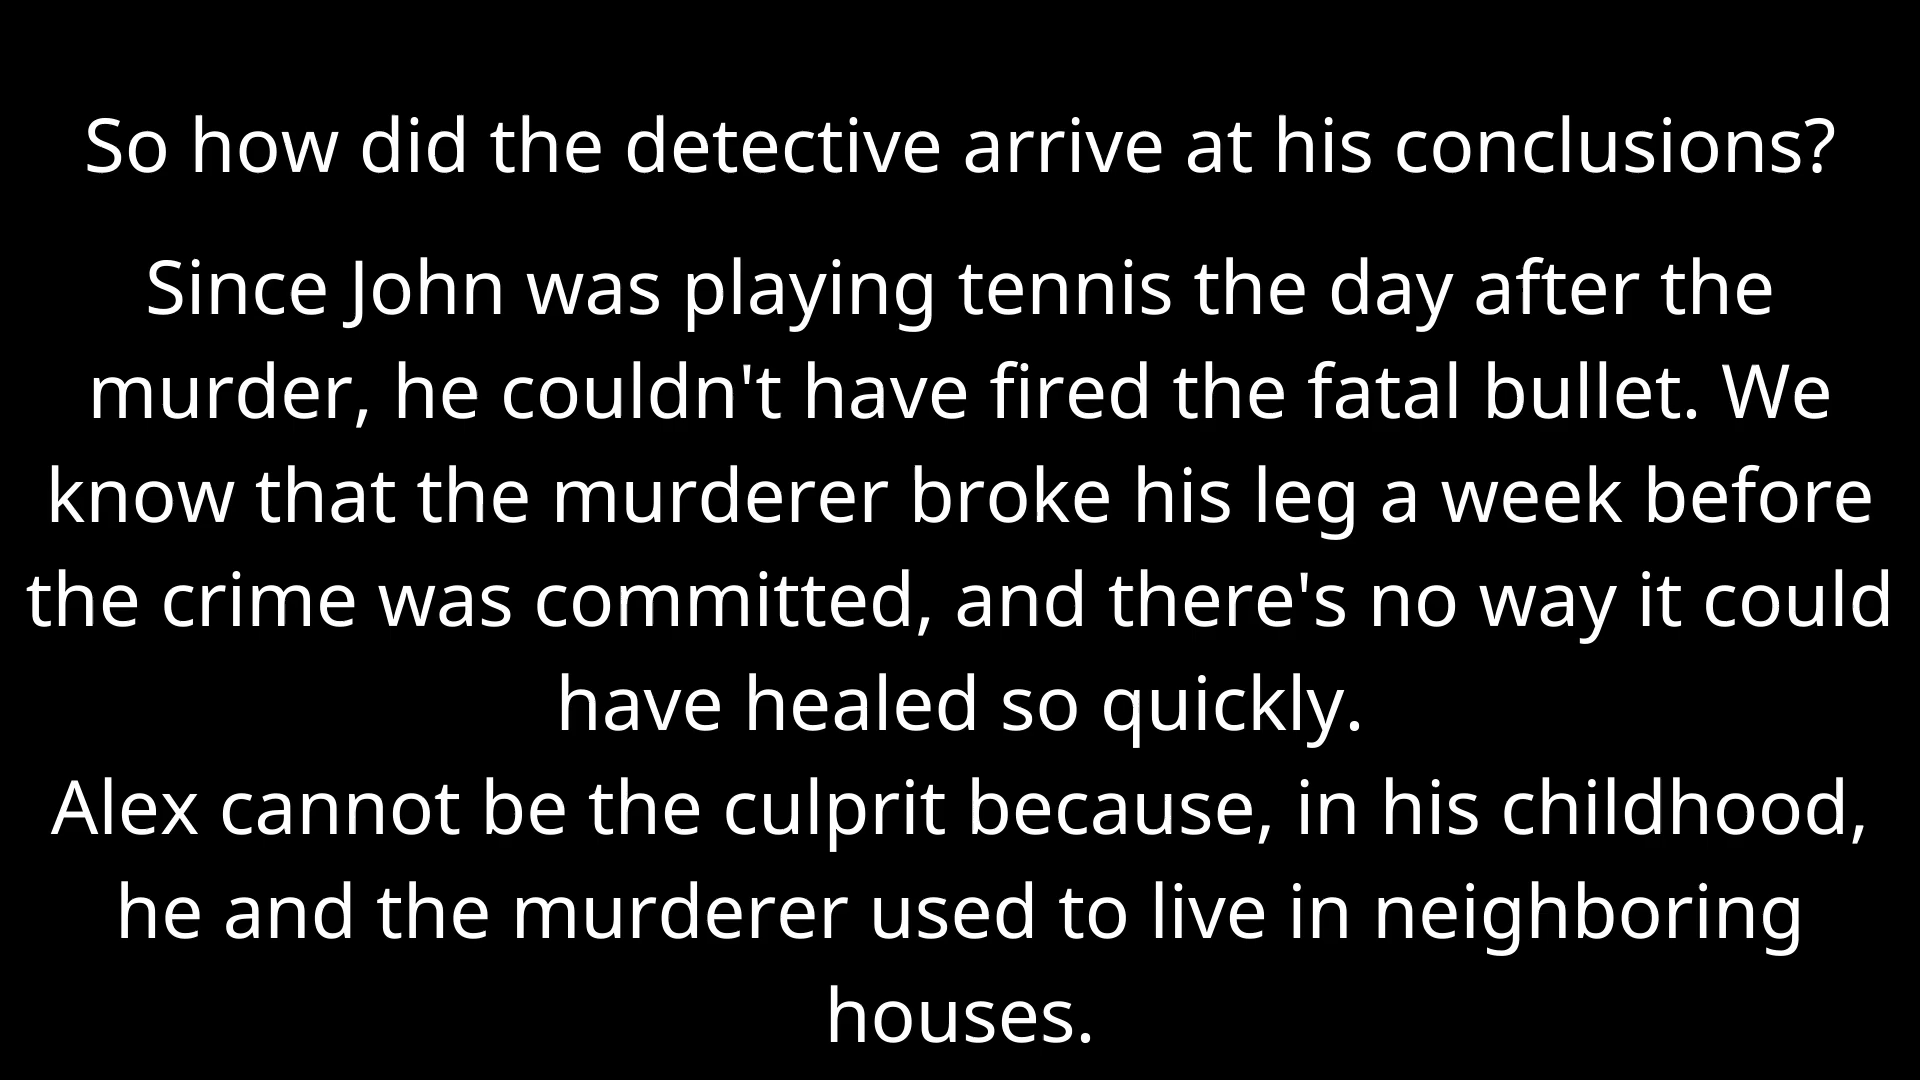 So how did the detective arrive at his conclusions?
Since John was playing tennis the day after the
murder, he couldn't have fired the fatal bullet. We
know that the murderer broke his leg a week before
the crime was committed, and there's no way it could
have healed so quickly.
Alex cannot be the culprit because, in his childhood,
he and the murderer used to live in neighboring
houses.